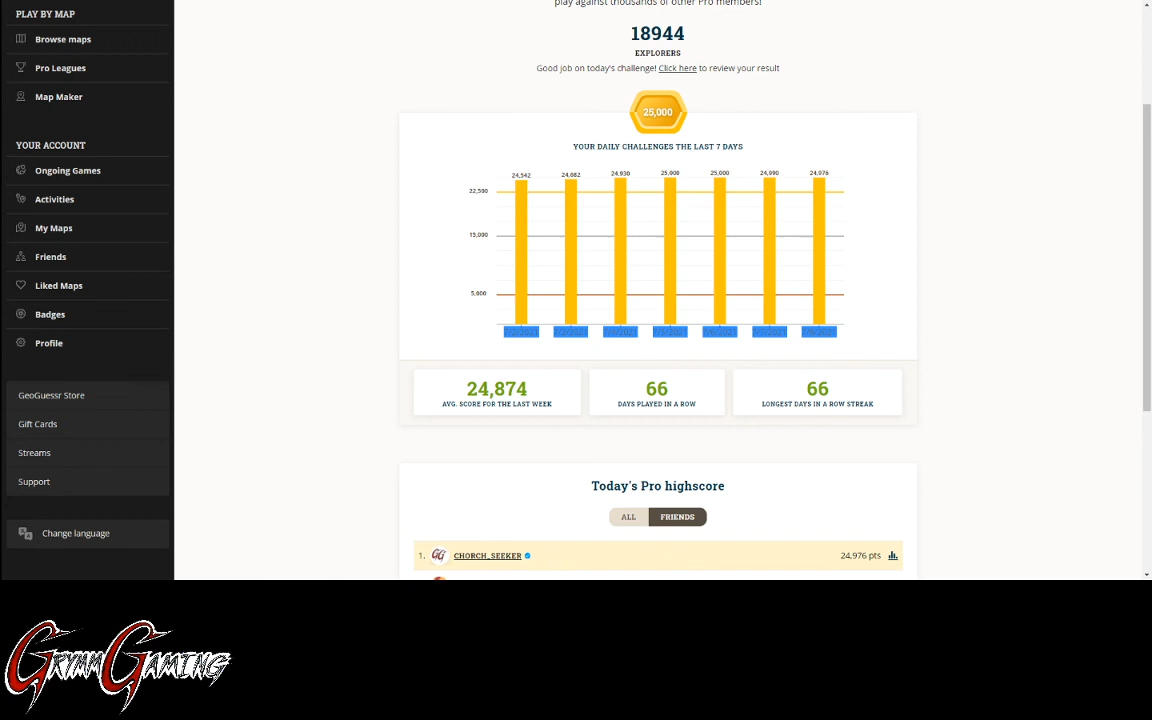 PLAY BY MAP
Browse maps
Pro Leagues
Map Maker
YOUR ACCOUNT
Ongoing Games
Activities
My Maps
Friends
Liked Maps
Badges
Profile
GeoGuessr Store
Gift Cards
Streams
Support
Change language
play against thousands of other Pro members!
18944
EXPLORERS
Good job on today's challenge! Click here to review your result
25,000
YOUR DAILY CHALLENGES THE LAST 7 DAYS
24,542 24,682 24,930 25,000 25,000 24,990 24,976
22,500
15,000
5,000
24,874
AVG. SCORE FOR THE LAST WEEK
66
DAYS PLAYED IN A ROW
66
LONGEST DAYS IN A ROW STREAK
Today's Pro highscore
ALL FRIENDS
1. GG CHORCH_SEEKER 24,976 pts
GRYMMGAMING